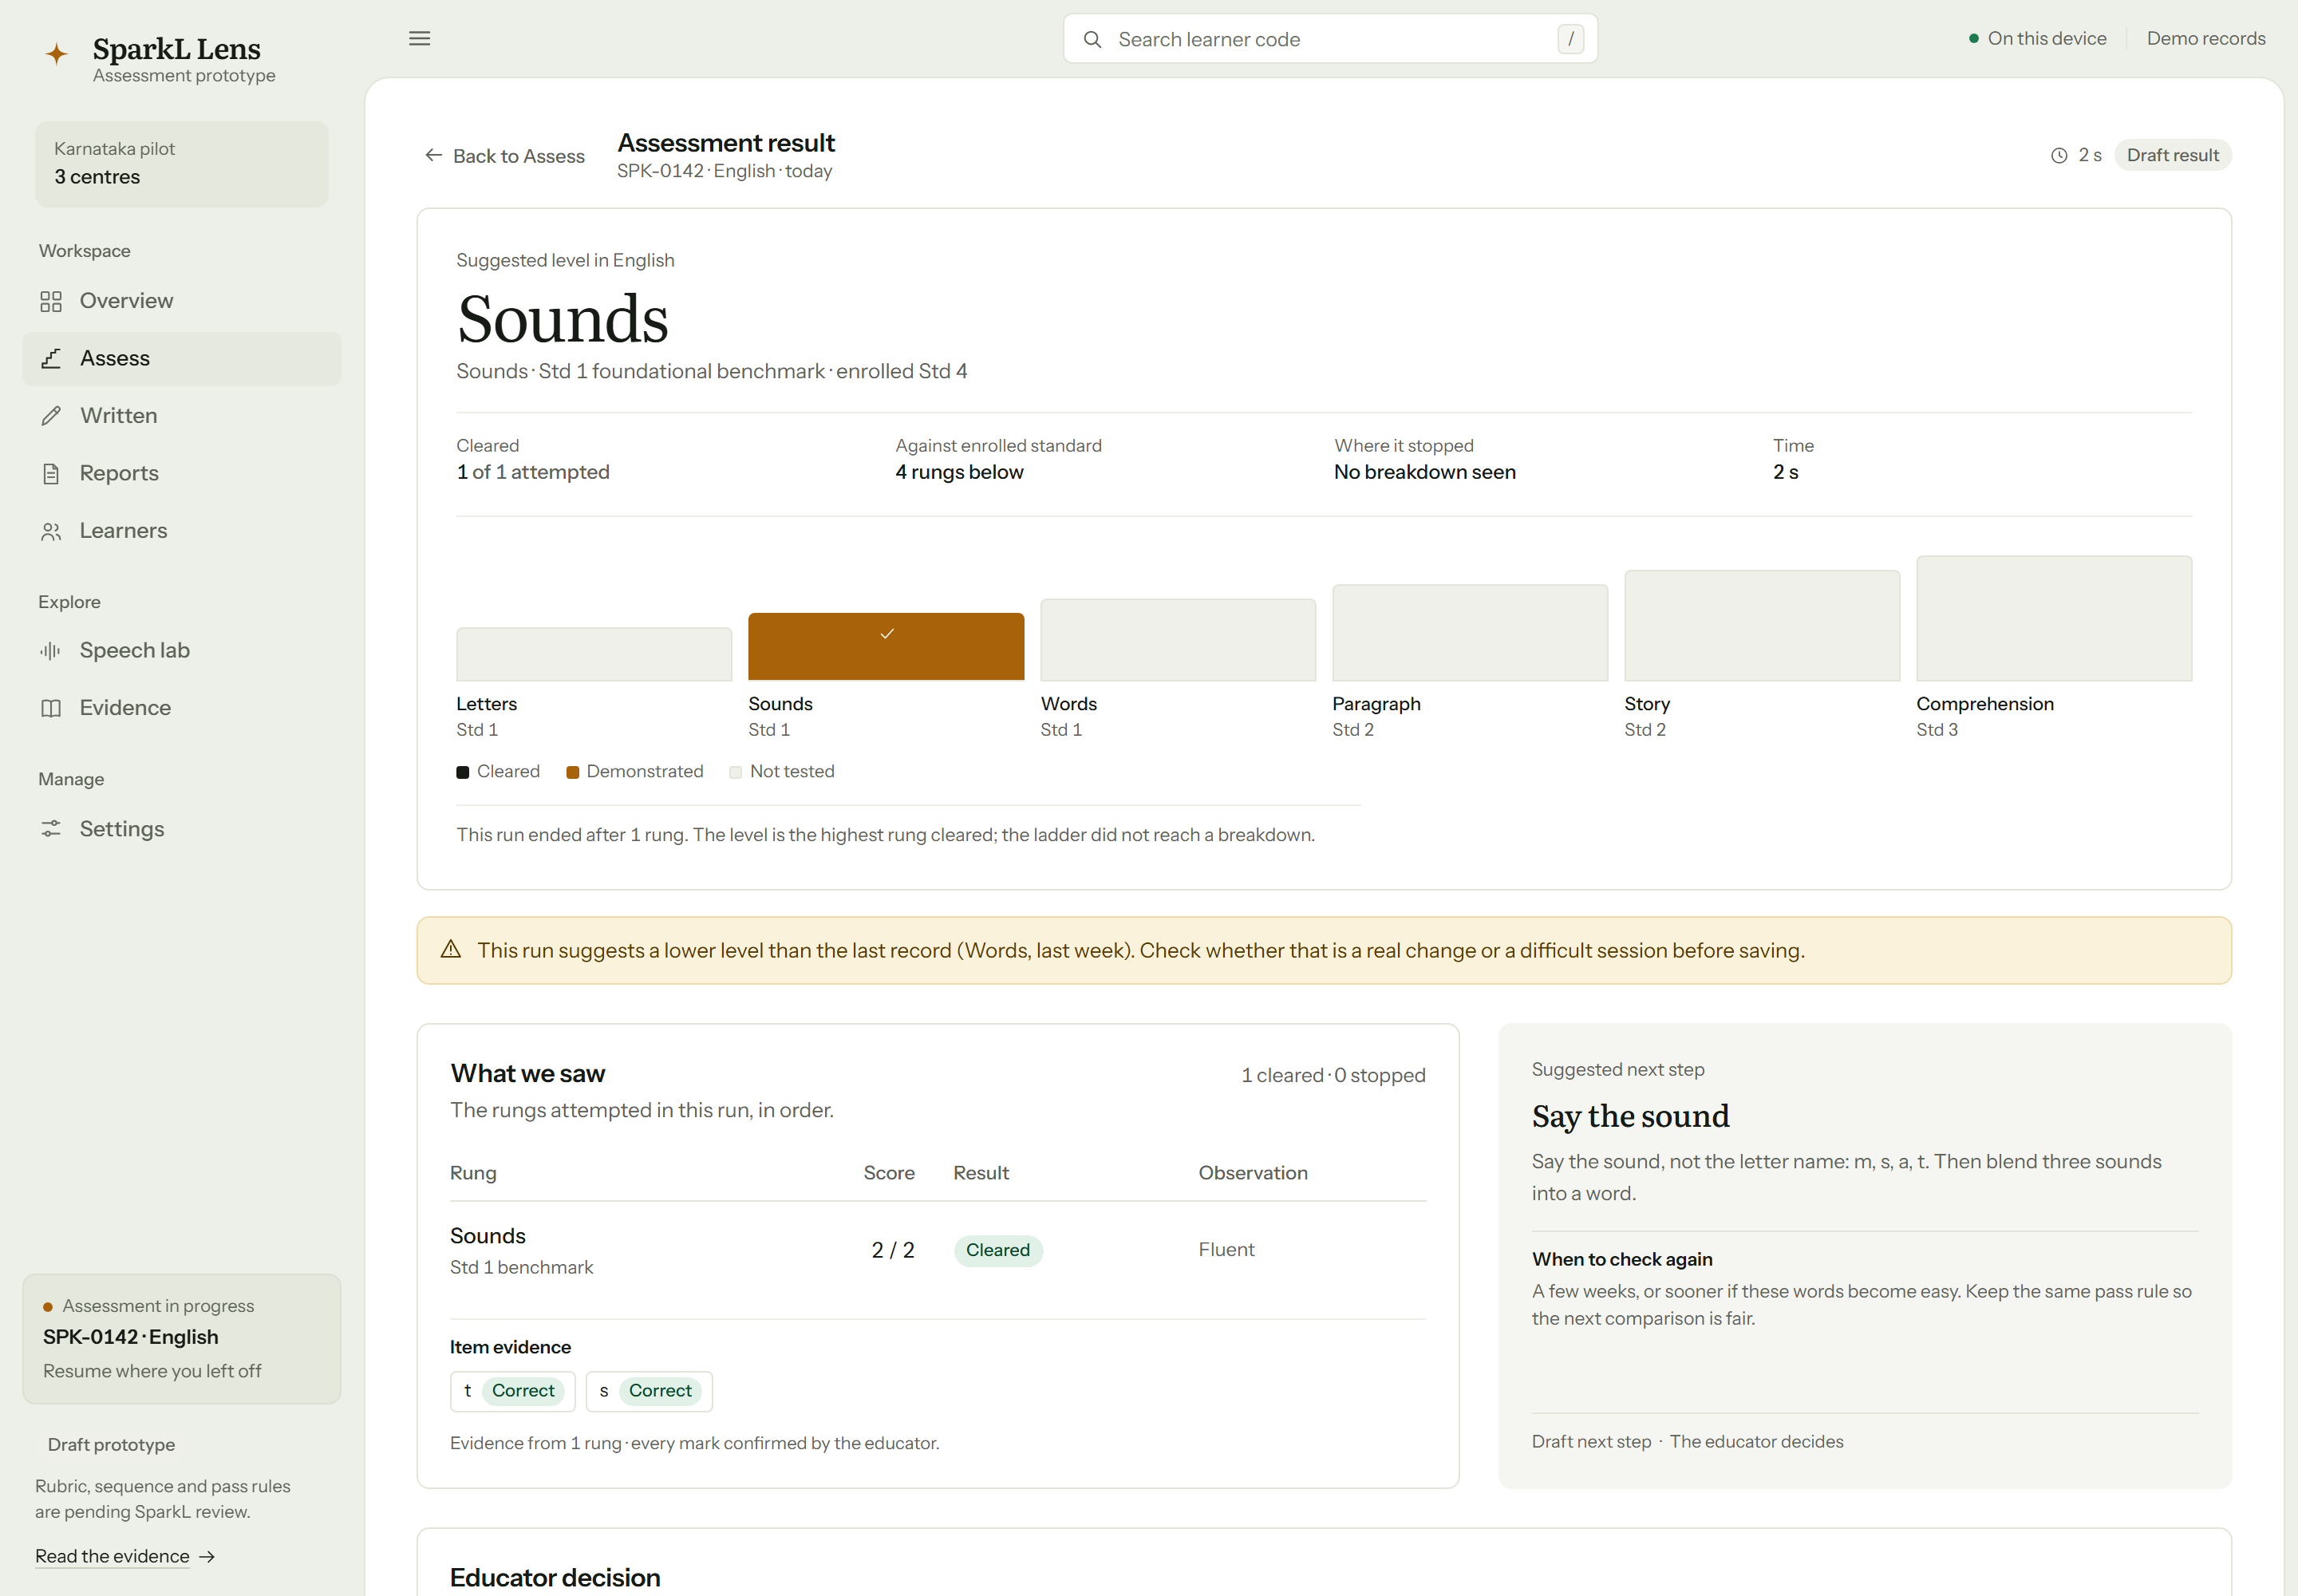 SparkL Lens
Assessment prototype
Karnataka pilot
3 centres
Workspace
Overview
Assess
Written
Reports
Learners
Explore
Speech lab
Evidence
Manage
Settings
Assessment in progress
SPK-0142 · English
Resume where you left off
Draft prototype
Rubric, sequence and pass rules
are pending SparkL review.
Read the evidence →
Search learner code
/
On this device
Demo records
← Back to Assess
Assessment result
SPK-0142 · English · today
2 s
Draft result
Suggested level in English
Sounds
Sounds · Std 1 foundational benchmark · enrolled Std 4
Cleared
1 of 1 attempted
Against enrolled standard
4 rungs below
Where it stopped
No breakdown seen
Time
2 s
Letters
Std 1
Sounds
Std 1
Words
Std 1
Paragraph
Std 2
Story
Std 2
Comprehension
Std 3
Cleared
Demonstrated
Not tested
This run ended after 1 rung. The level is the highest rung cleared; the ladder did not reach a breakdown.
This run suggests a lower level than the last record (Words, last week). Check whether that is a real change or a difficult session before saving.
What we saw
1 cleared · 0 stopped
The rungs attempted in this run, in order.
Rung Score Result Observation
Sounds
Std 1 benchmark
2 / 2
Cleared
Fluent
Item evidence
t Correct s Correct
Evidence from 1 rung · every mark confirmed by the educator.
Suggested next step
Say the sound
Say the sound, not the letter name: m, s, a, t. Then blend three sounds
into a word.
When to check again
A few weeks, or sooner if these words become easy. Keep the same pass rule so
the next comparison is fair.
Draft next step · The educator decides
Educator decision